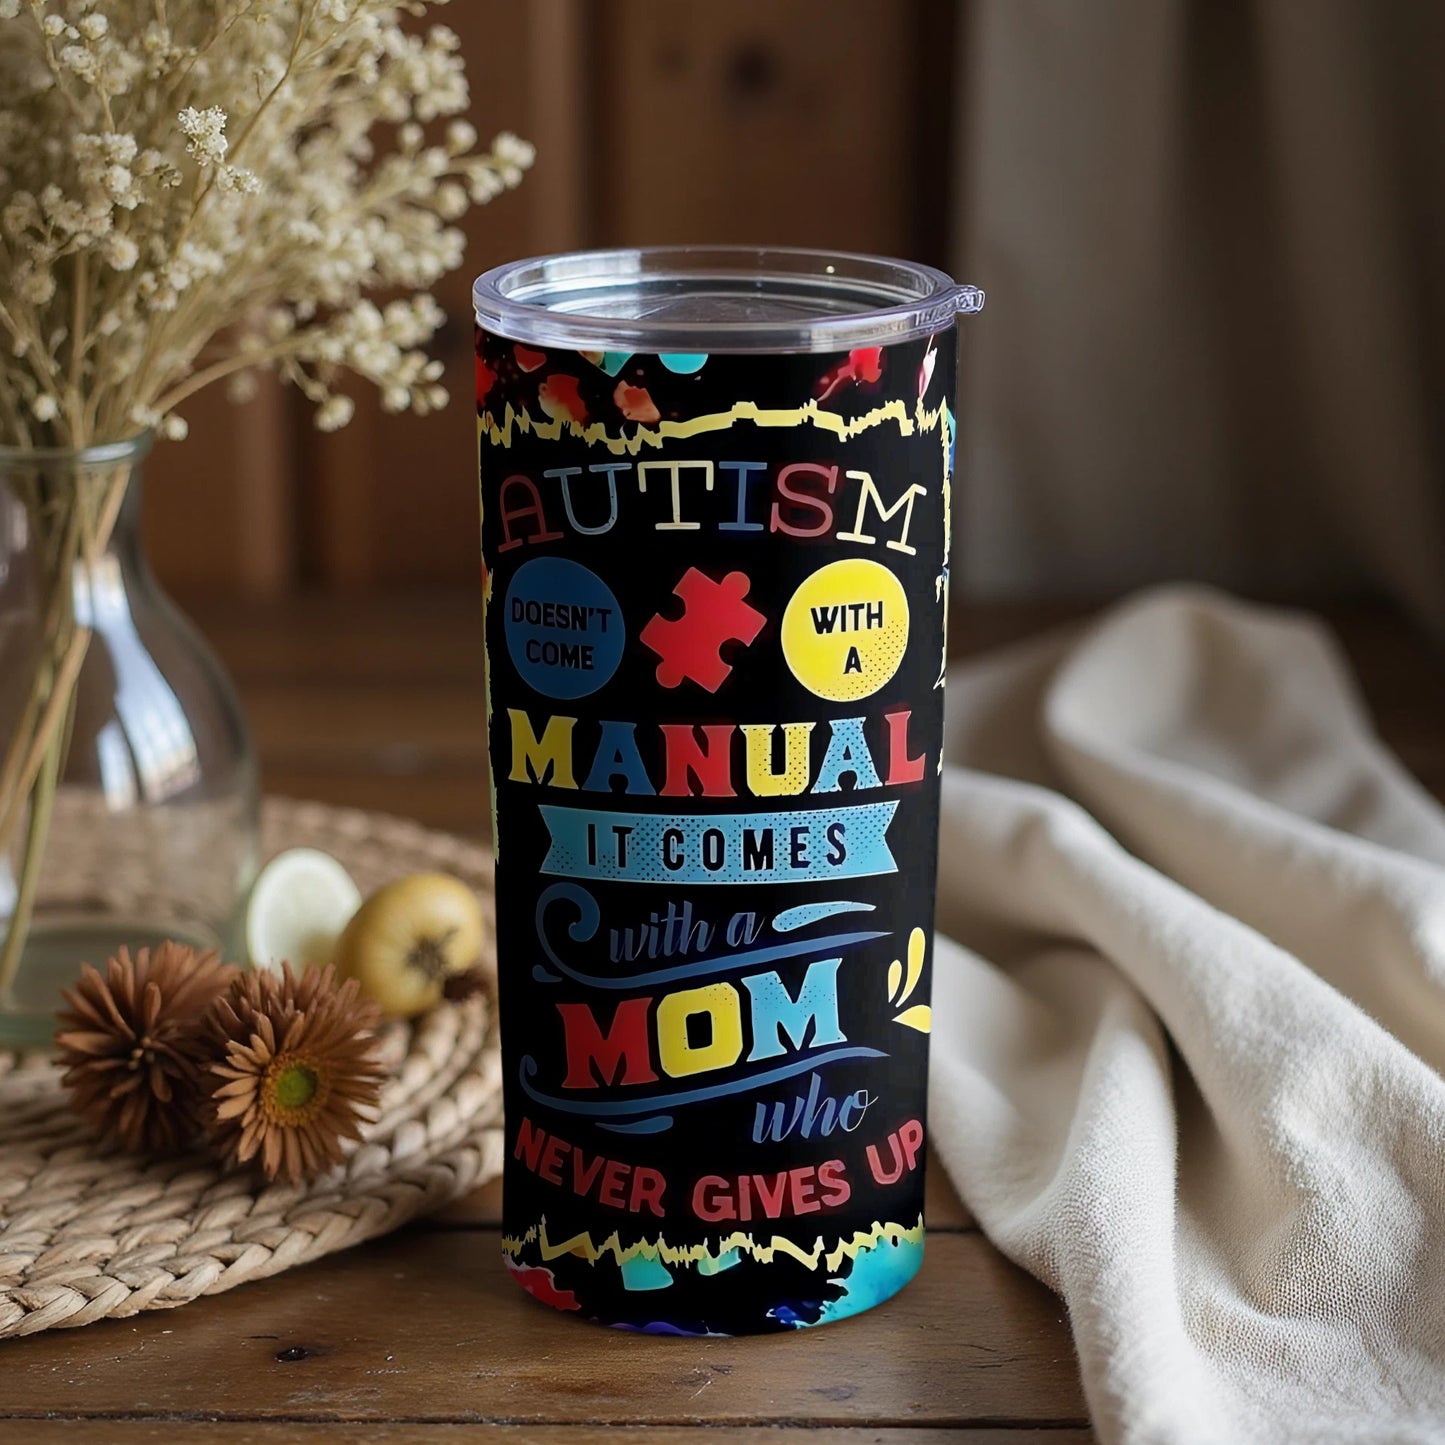 AUTISM
DOESN'T
COME
WITH
A
MANUAL
IT COMES
with a
MOM
who
NEVER GIVES UP